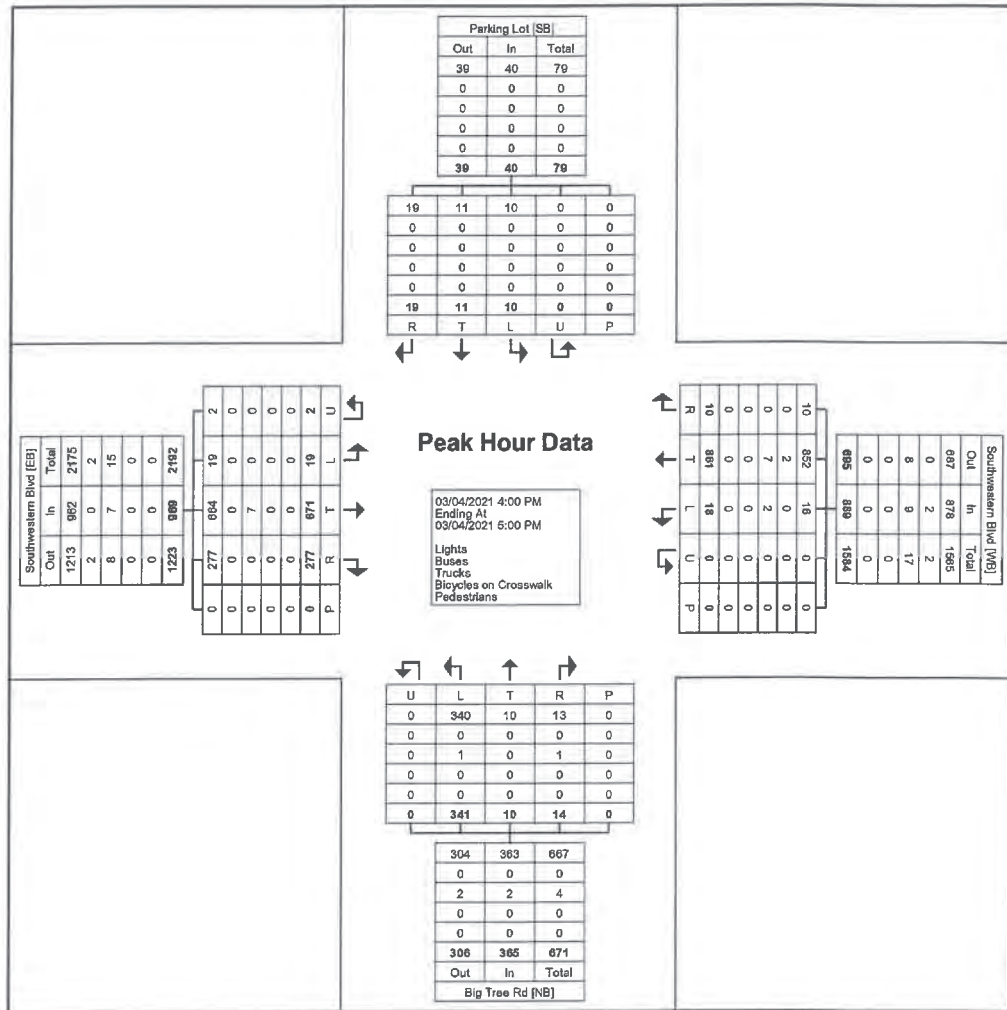 Parking Lot [SB]
Out In Total
39 40 79
0 0 0
0 0 0
0 0 0
0 0 0
39 40 79
19 11 10 0 0
0 0 0 0 0
0 0 0 0 0
0 0 0 0 0
0 0 0 0 0
19 11 10 0 0
R T L U P
Southwestern Blvd [EB]
Total 2175 2 15 0 0 2192
In 962 0 7 0 0 969
Out 1213 2 8 0 0 1223
2 0 0 0 0 2 U
19 0 0 0 0 19 L
664 0 7 0 0 671 T
277 0 0 0 0 277 R
0 0 0 0 0 0 P
Peak Hour Data
03/04/2021 4:00 PM
Ending At
03/04/2021 5:00 PM
Lights
Buses
Trucks
Bicycles on Crosswalk
Pedestrians
R 10 0 0 0 0 10
T 861 0 0 7 2 852
L 18 0 0 2 0 16
U 0 0 0 0 0 0
P 0 0 0 0 0 0
695 0 0 8 0 687 Out
889 0 0 9 2 878 In
1584 0 0 17 2 1565 Total
Southwestern Blvd [WB]
U L T R P
0 340 10 13 0
0 0 0 0 0
0 1 0 1 0
0 0 0 0 0
0 0 0 0 0
0 341 10 14 0
304 363 667
0 0 0
2 2 4
0 0 0
0 0 0
306 365 671
Out In Total
Big Tree Rd [NB]